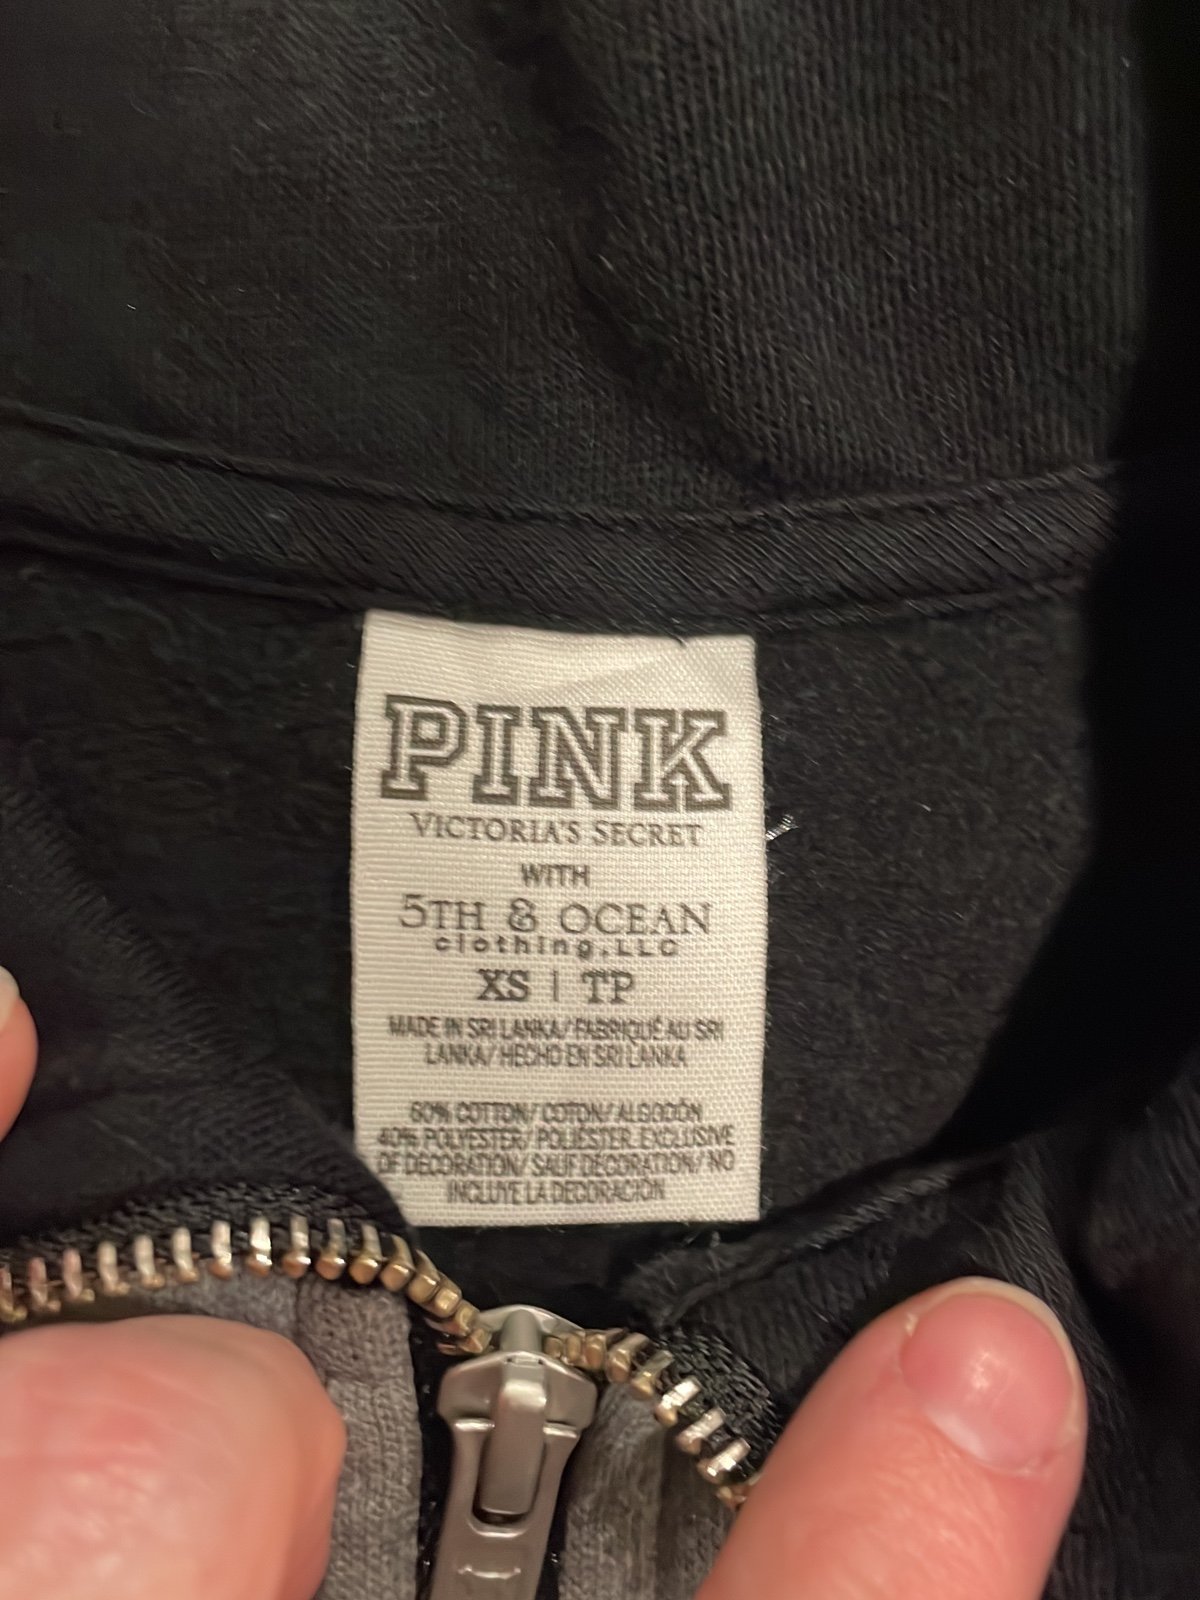 PINK
VICTORIA'S SECRET
WITH
5TH & OCEAN
clothing, LLC
XS | TP
MADE IN SRI LANKA/ FABRIQUÉ AU SRI
LANKA/ HECHO EN SRI LANKA
60% COTTON/ COTON/ ALGODÓN
40% POLYESTER/ POLIÉSTER. EXCLUSIVE
OF DECORATION/ SAUF DÉCORATION/ NO
INCLUYE LA DECORACIÓN